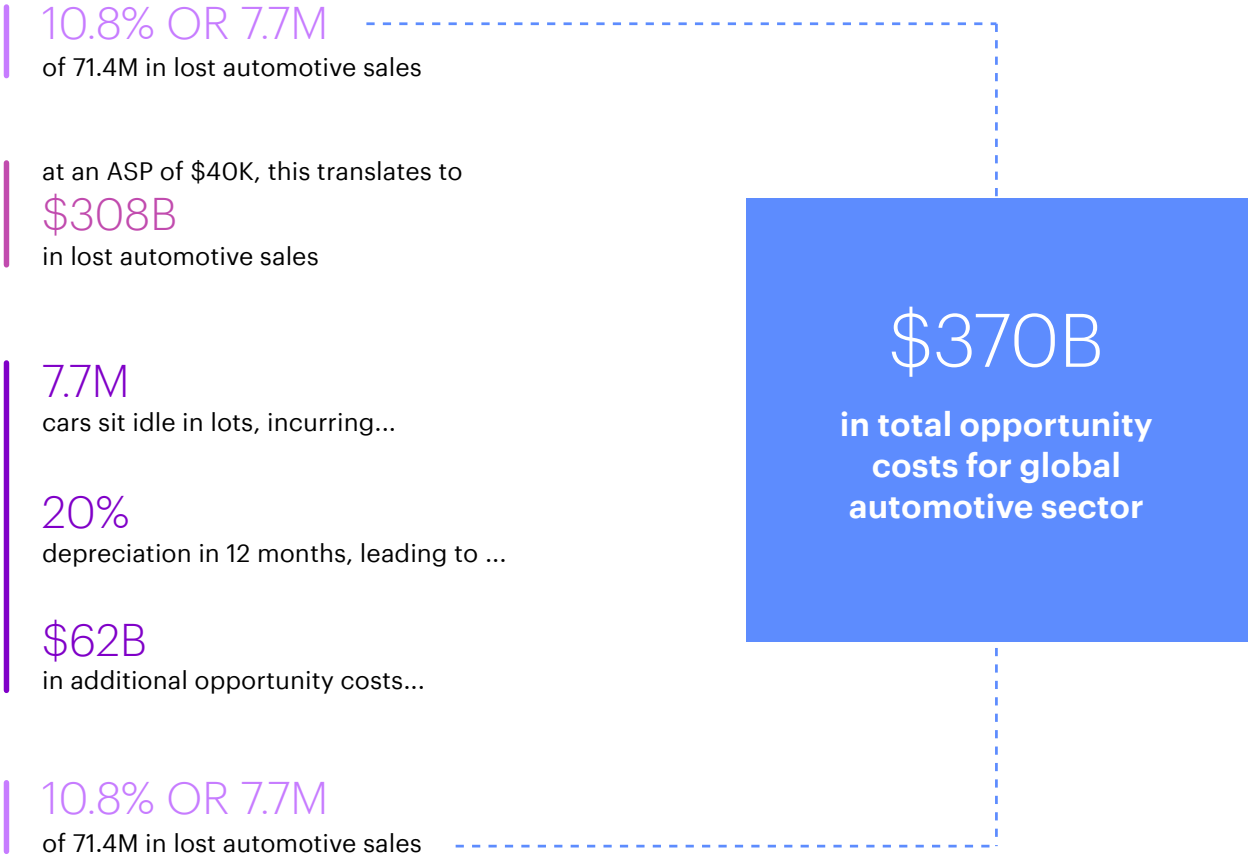 10.8% OR 7.7M
of 71.4M in lost automotive sales
at an ASP of $40K, this translates to
$308B
in lost automotive sales
7.7M
cars sit idle in lots, incurring...
20%
depreciation in 12 months, leading to ...
$62B
in additional opportunity costs...
10.8% OR 7.7M
of 71.4M in lost automotive sales
$370B
in total opportunity
costs for global
automotive sector